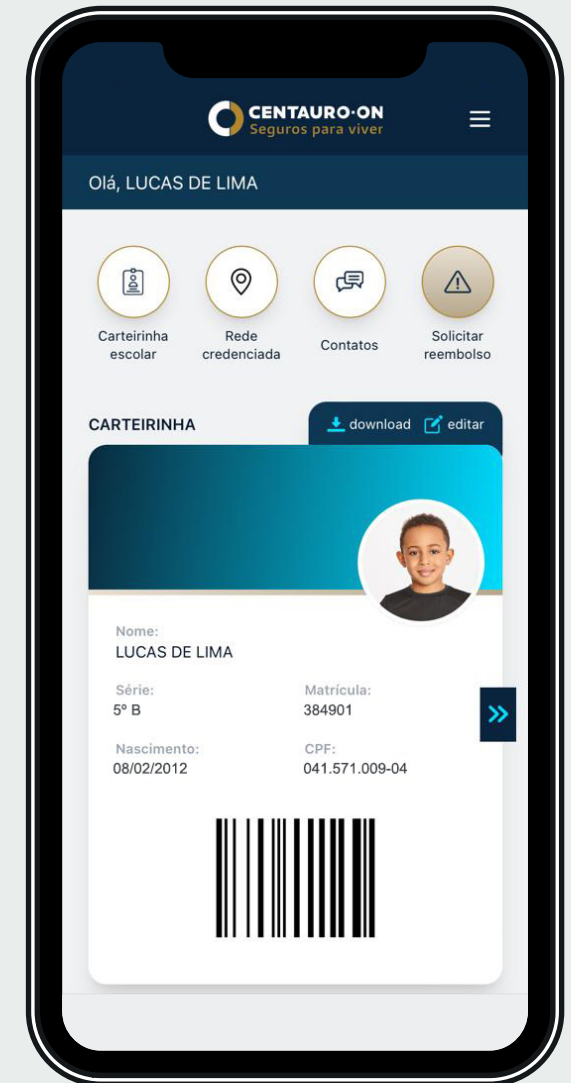 CENTAURO·ON
Seguros para viver
Olá, LUCAS DE LIMA
Carteirinha escolar
Rede credenciada
Contatos
Solicitar reembolso
CARTEIRINHA
download
editar
Nome:
LUCAS DE LIMA
Série:
5º B
Matrícula:
384901
Nascimento:
08/02/2012
CPF:
041.571.009-04